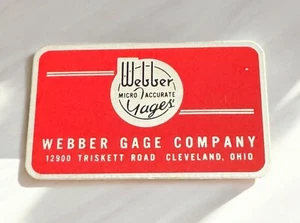 Webber
MICRO ACCURATE
Gages
WEBBER GAGE COMPANY
12900 TRISKETT ROAD CLEVELAND, OHIO